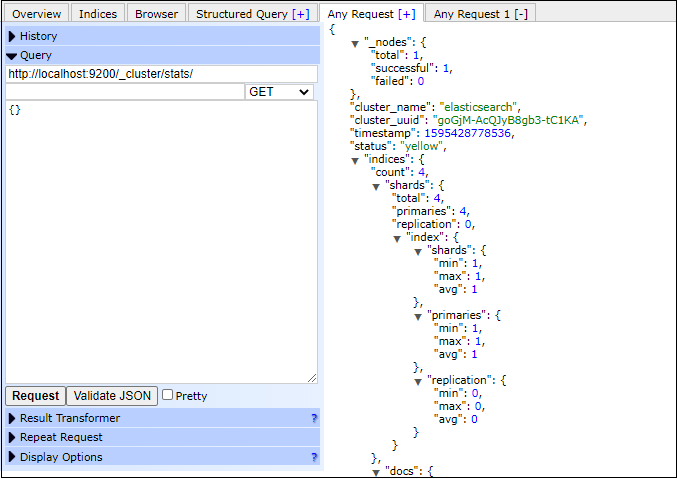 Overview Indices Browser Structured Query [+] Any Request [+] Any Request 1 [-]
History
Query
http://localhost:9200/_cluster/stats/
GET
{}
Request Validate JSON Pretty
Result Transformer ?
Repeat Request
Display Options ?
{
"_nodes": {
"total": 1,
"successful": 1,
"failed": 0
},
"cluster_name": "elasticsearch",
"cluster_uuid": "goGjM-AcQJyB8gb3-tC1KA",
"timestamp": 1595428778536,
"status": "yellow",
"indices": {
"count": 4,
"shards": {
"total": 4,
"primaries": 4,
"replication": 0,
"index": {
"shards": {
"min": 1,
"max": 1,
"avg": 1
},
"primaries": {
"min": 1,
"max": 1,
"avg": 1
},
"replication": {
"min": 0,
"max": 0,
"avg": 0
}
}
},
"docs": {